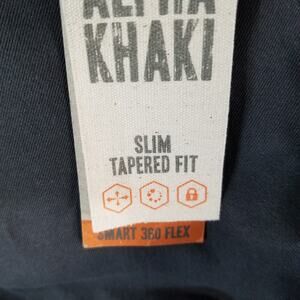 ALPHA
KHAKI
SLIM
TAPERED FIT
SMART 360 FLEX